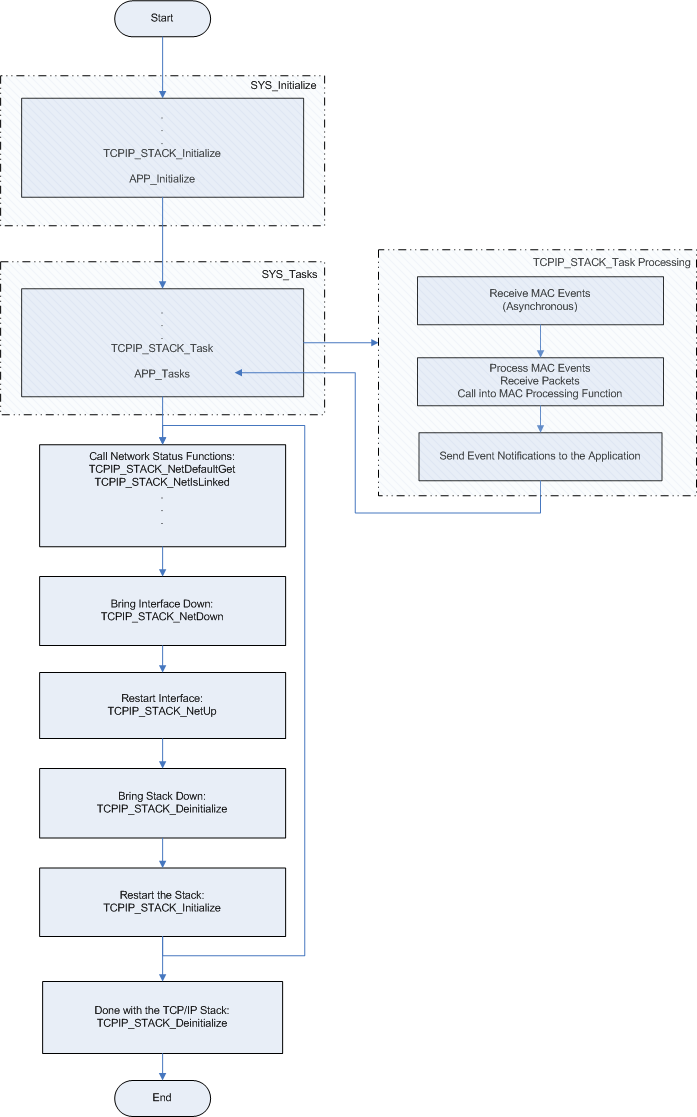 Start
SYS_Initialize
.
.
.
TCPIP_STACK_Initialize
APP_Initialize
SYS_Tasks
.
.
.
TCPIP_STACK_Task
APP_Tasks
TCPIP_STACK_Task Processing
Receive MAC Events
(Asynchronous)
Process MAC Events
Receive Packets
Call into MAC Processing Function
Send Event Notifications to the Application
Call Network Status Functions:
TCPIP_STACK_NetDefaultGet
TCPIP_STACK_NetIsLinked
.
.
.
Bring Interface Down:
TCPIP_STACK_NetDown
Restart Interface:
TCPIP_STACK_NetUp
Bring Stack Down:
TCPIP_STACK_Deinitialize
Restart the Stack:
TCPIP_STACK_Initialize
Done with the TCP/IP Stack:
TCPIP_STACK_Deinitialize
End